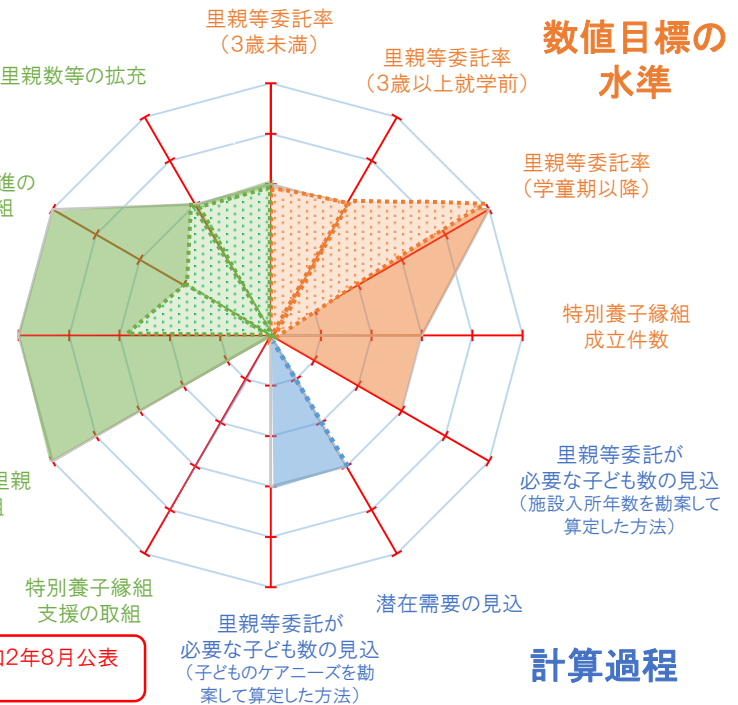 里親等委託率
（3歳未満）
数値目標の
水準
里親等委託率
（3歳以上就学前）
里親数等の拡充
里親等委託率
（学童期以降）
進の
組
特別養子縁組
成立件数
里親等委託が
必要な子ども数の見込
（施設入所年数を勘案して
算定した方法）
里親
組
特別養子縁組
支援の取組
潜在需要の見込
里親等委託が
必要な子ども数の見込
（子どものケアニーズを勘
案して算定した方法）
和2年8月公表
計算過程